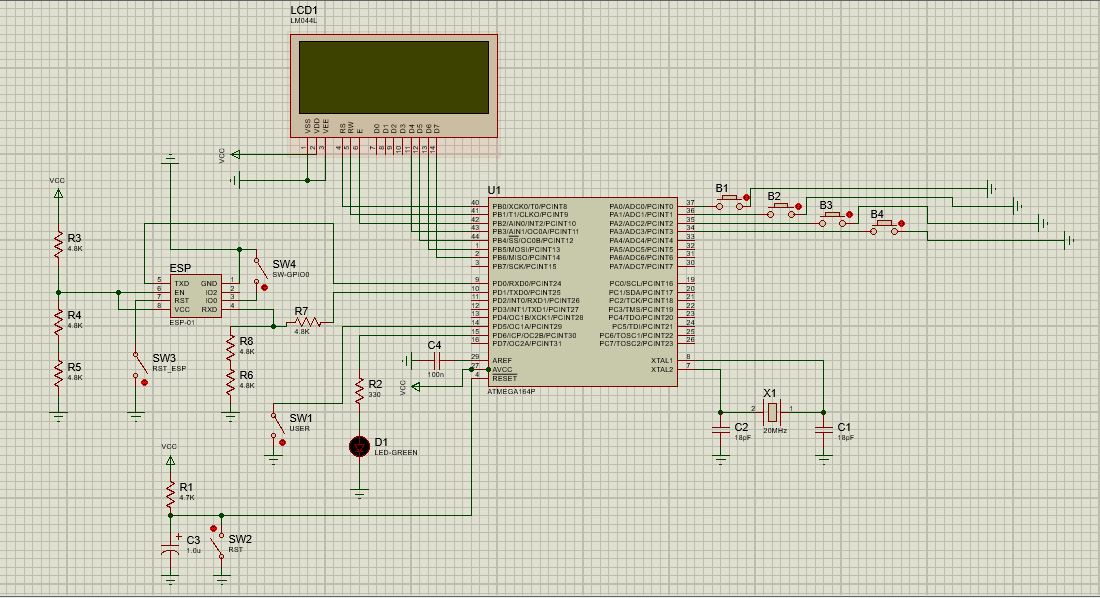 LCD1
LM044L
VSS VDD VEE RS RW E D0 D1 D2 D3 D4 D5 D6 D7
1 2 3 4 5 6 7 8 9 10 11 12 13 14
VCC
VCC
R3
4.8K
R4
4.8K
R5
4.8K
ESP
5 TXD GND 1
6 EN IO2 2
7 RST IO0 3
8 VCC RXD 4
ESP-01
SW4
SW-GPIO0
SW3
RST_ESP
R7
4.8K
R8
4.8K
R6
4.8K
SW1
USER
R2
330
D1
LED-GREEN
C4
100n
VCC
U1
40 PB0/XCK0/T0/PCINT8 PA0/ADC0/PCINT0 37
41 PB1/T1/CLKO/PCINT9 PA1/ADC1/PCINT1 36
42 PB2/AIN0/INT2/PCINT10 PA2/ADC2/PCINT2 35
43 PB3/AIN1/OC0A/PCINT11 PA3/ADC3/PCINT3 34
44 PB4/SS/OC0B/PCINT12 PA4/ADC4/PCINT4 33
1 PB5/MOSI/PCINT13 PA5/ADC5/PCINT5 32
2 PB6/MISO/PCINT14 PA6/ADC6/PCINT6 31
3 PB7/SCK/PCINT15 PA7/ADC7/PCINT7 30
9 PD0/RXD0/PCINT24 PC0/SCL/PCINT16 19
10 PD1/TXD0/PCINT25 PC1/SDA/PCINT17 20
11 PD2/INT0/RXD1/PCINT26 PC2/TCK/PCINT18 21
12 PD3/INT1/TXD1/PCINT27 PC3/TMS/PCINT19 22
13 PD4/OC1B/XCK1/PCINT28 PC4/TDO/PCINT20 23
14 PD5/OC1A/PCINT29 PC5/TDI/PCINT21 24
15 PD6/ICP/OC2B/PCINT30 PC6/TOSC1/PCINT22 25
16 PD7/OC2A/PCINT31 PC7/TOSC2/PCINT23 26
29 AREF XTAL1 8
27 AVCC XTAL2 7
4 RESET
ATMEGA164P
B1
B2
B3
B4
X1
2 1
20MHz
C2
18pF
C1
18pF
VCC
R1
4.7K
C3
1.0u
SW2
RST